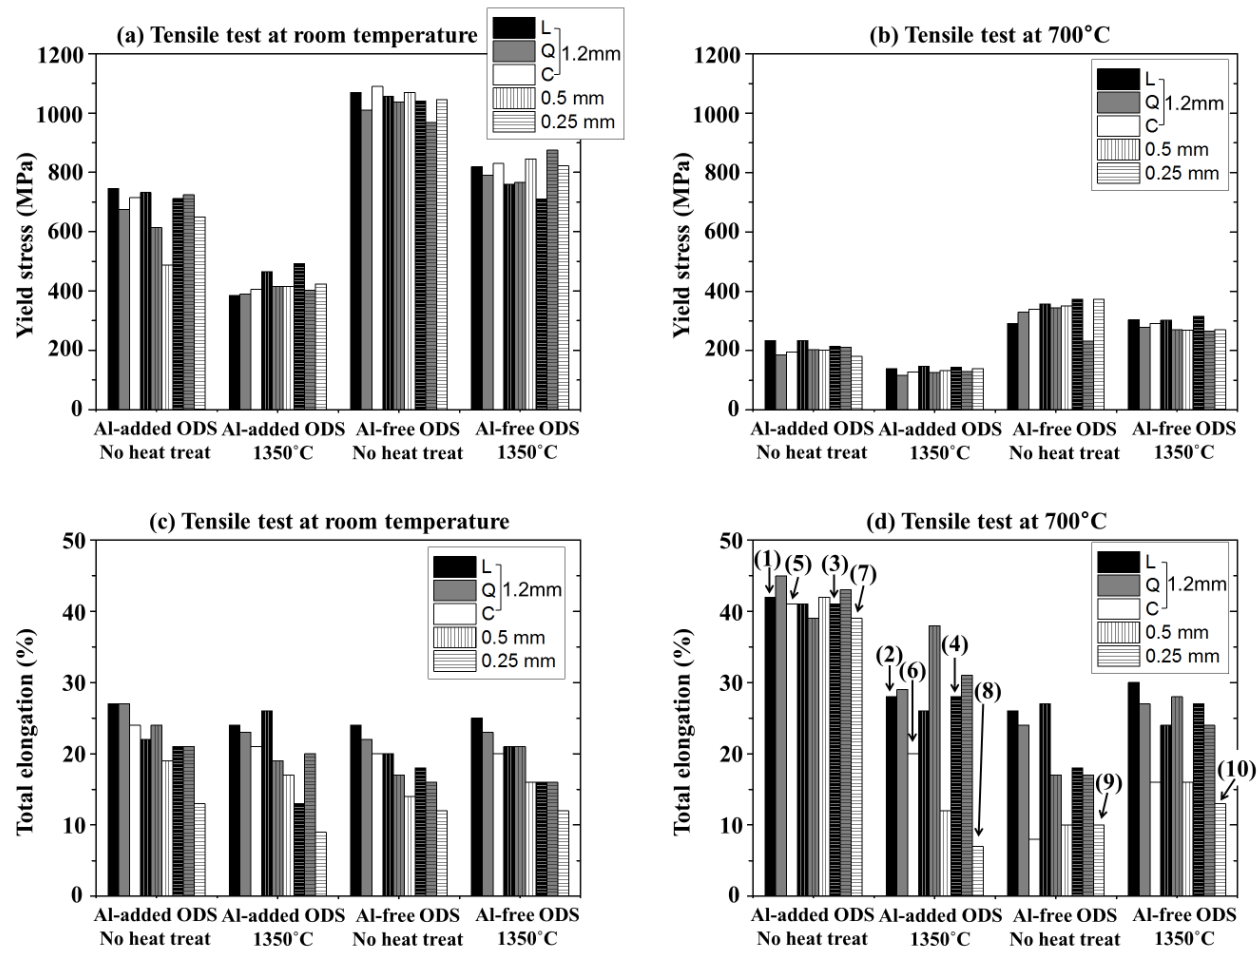 (a) Tensile test at room temperature
L
Q
1.2mm
C
0.5 mm
0.25 mm
Yield stress (MPa)
1200
1000
800
600
400
200
0
Al-added ODS
No heat treat
Al-added ODS
1350˚C
Al-free ODS
No heat treat
Al-free ODS
1350˚C
(b) Tensile test at 700°C
L
Q
1.2mm
C
0.5 mm
0.25 mm
Yield stress (MPa)
1200
1000
800
600
400
200
0
Al-added ODS
No heat treat
Al-added ODS
1350˚C
Al-free ODS
No heat treat
Al-free ODS
1350˚C
(c) Tensile test at room temperature
L
Q
1.2mm
C
0.5 mm
0.25 mm
Total elongation (%)
50
40
30
20
10
0
Al-added ODS
No heat treat
Al-added ODS
1350˚C
Al-free ODS
No heat treat
Al-free ODS
1350˚C
(d) Tensile test at 700°C
L
Q
1.2mm
C
0.5 mm
0.25 mm
Total elongation (%)
50
40
30
20
10
0
(1)
(5)
(3)
(7)
(2)
(6)
(4)
(8)
(9)
(10)
Al-added ODS
No heat treat
Al-added ODS
1350˚C
Al-free ODS
No heat treat
Al-free ODS
1350˚C